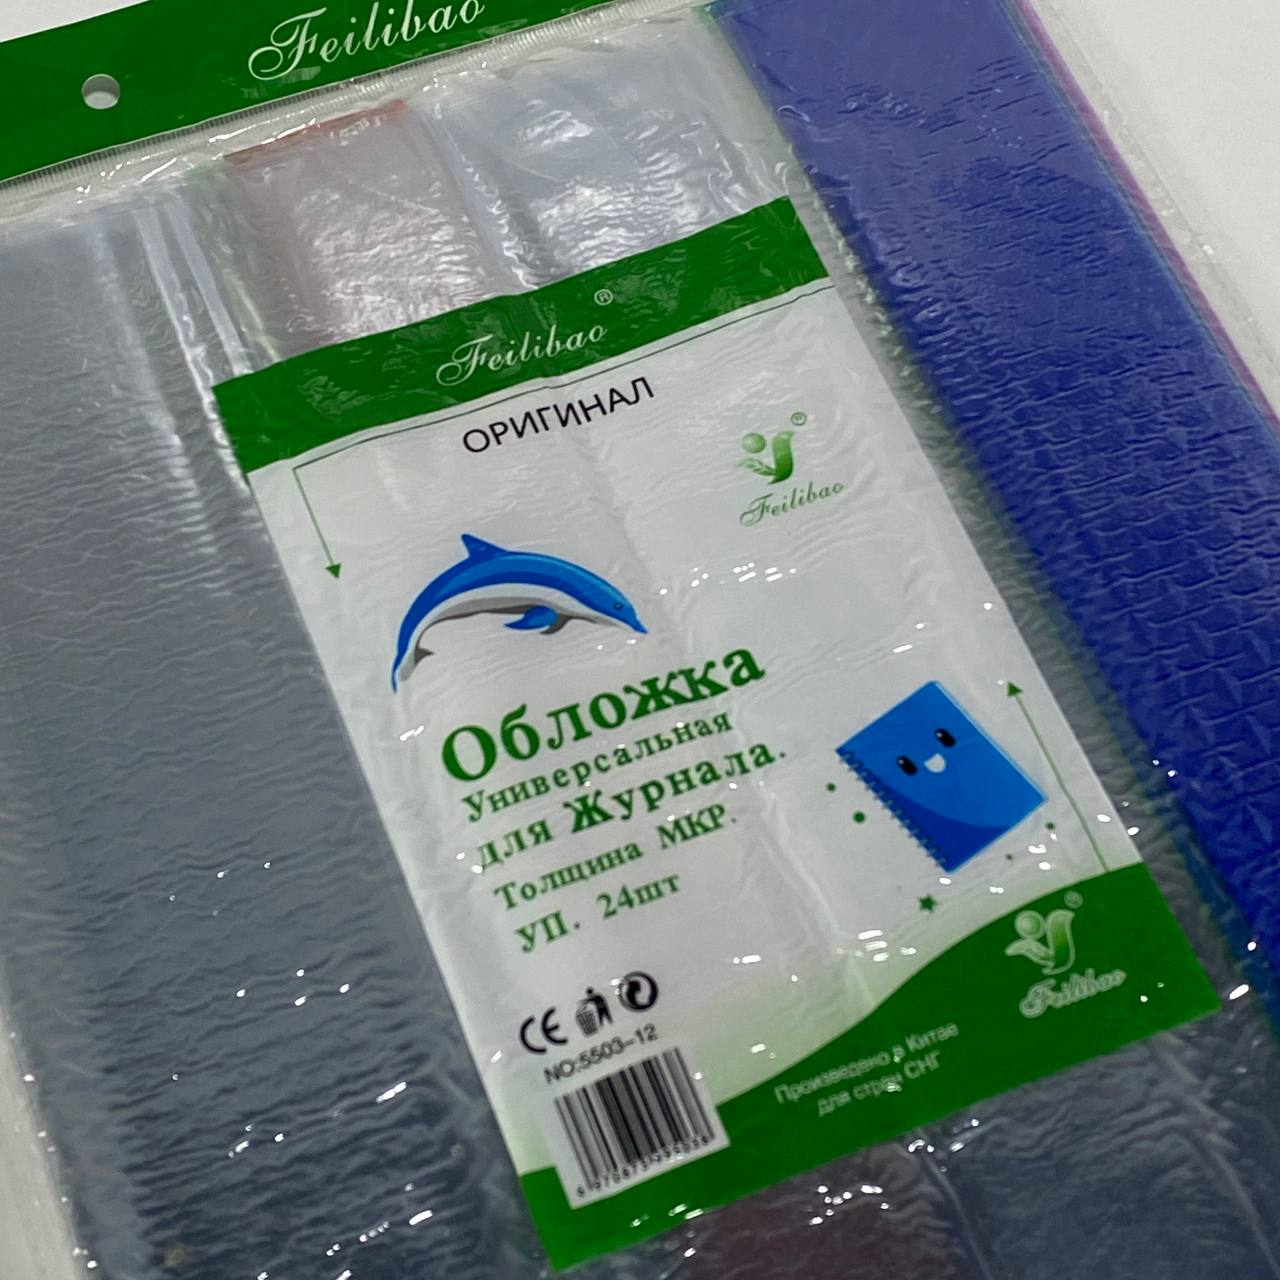 Feilibao
Feilibao ®
ОРИГИНАЛ
®
Feilibao
Обложка
Универсальная
для Журнала.
Толщина МКР.
УП. 24шт
CE
NO:5503-12
®
Feilibao
Произведено в Китае
для стран СНГ